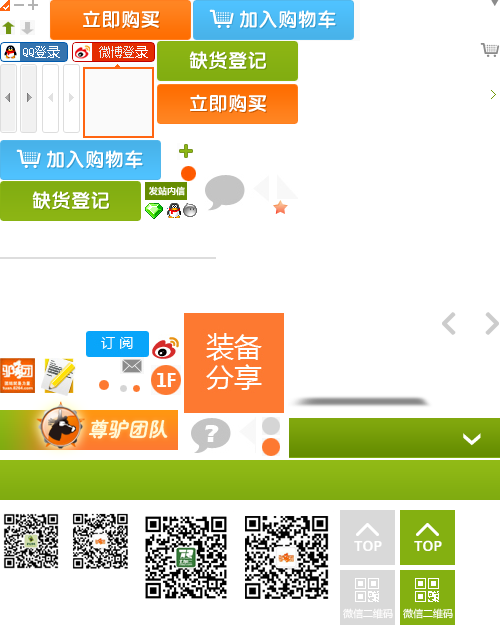 立即购买
加入购物车
QQ登录
微博登录
缺货登记
立即购买
加入购物车
缺货登记
发站内信
订 阅
装备
分享
驴团
1F
尊驴团队
?
TOP
TOP
微信二维码
微信二维码